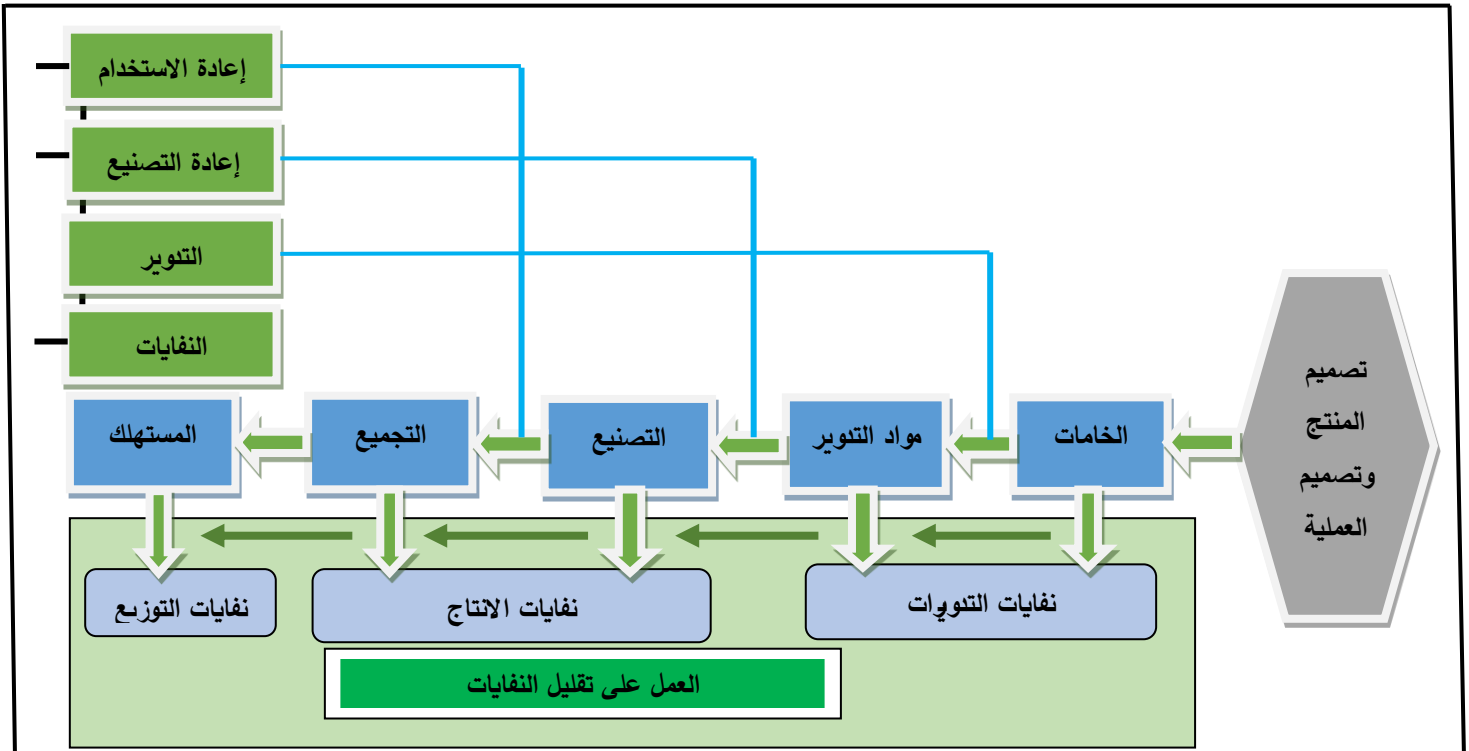 إعادة الاستخدام
إعادة التصنيع
التدوير
النفايات
تصميم
المنتج
وتصميم
العملية
الخامات
مواد التدوير
التصنيع
التجميع
المستهلك
نفايات التدويرات
نفايات الانتاج
نفايات التوزيع
العمل على تقليل النفايات